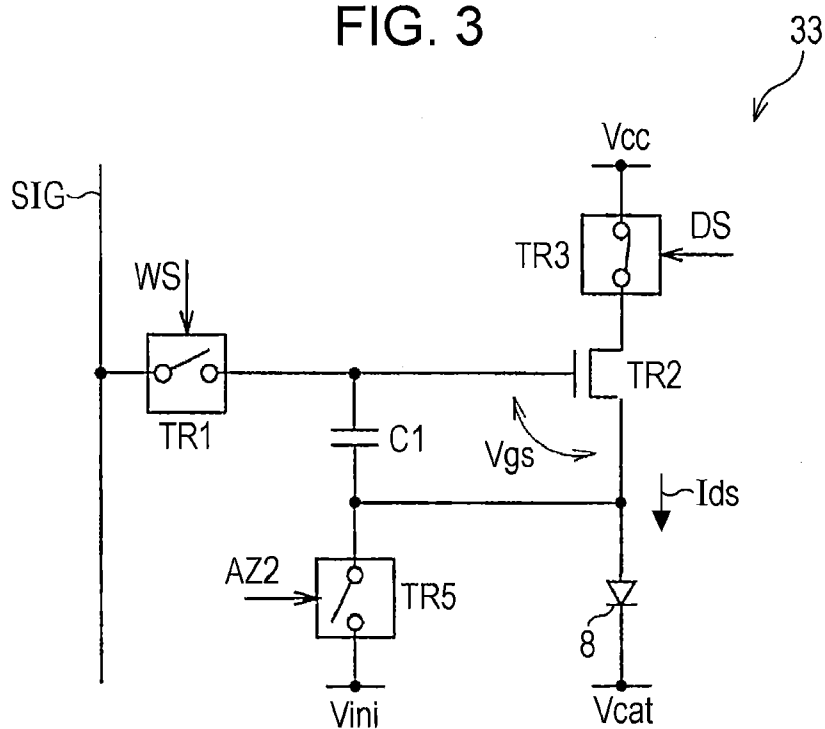 FIG. 3
33
Vcc
SIG
DS
TR3
WS
TR2
TR1
C1
Vgs
Ids
AZ2
TR5
8
Vini
Vcat